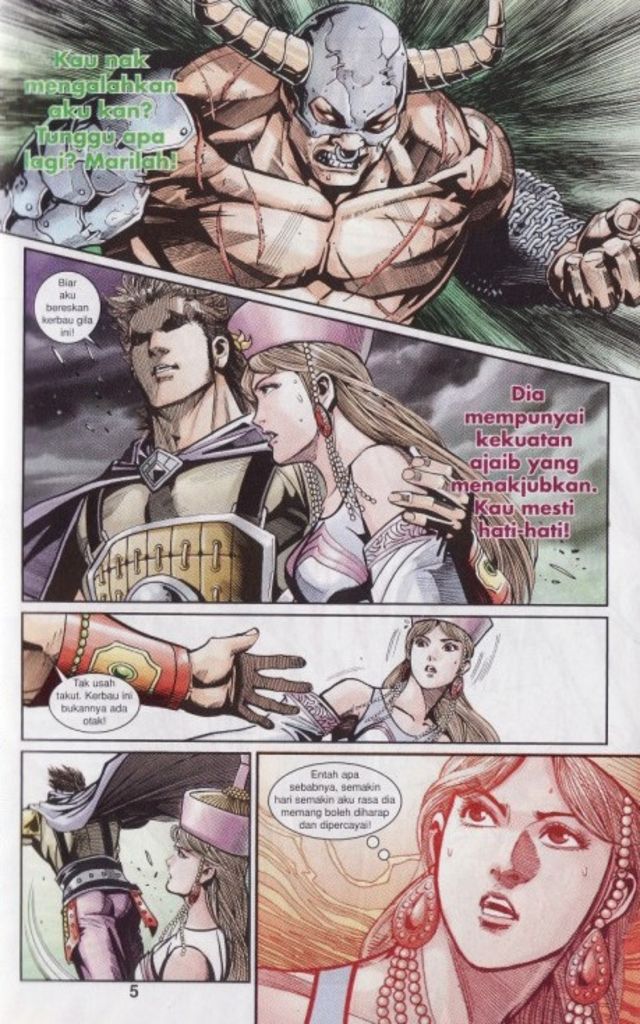 Kau nak
mengalahkan
aku kan?
Tunggu apa
lagi? Marilah!
Biar
aku
bereskan
kerbau gila
ini!
Dia
mempunyai
kekuatan
ajaib yang
menakjubkan.
Kau mesti
hati-hati!
Tak usah
takut. Kerbau ini
bukannya ada
otak!
Entah apa
sebabnya, semakin
hari semakin aku rasa dia
memang boleh diharap
dan dipercayai!
5